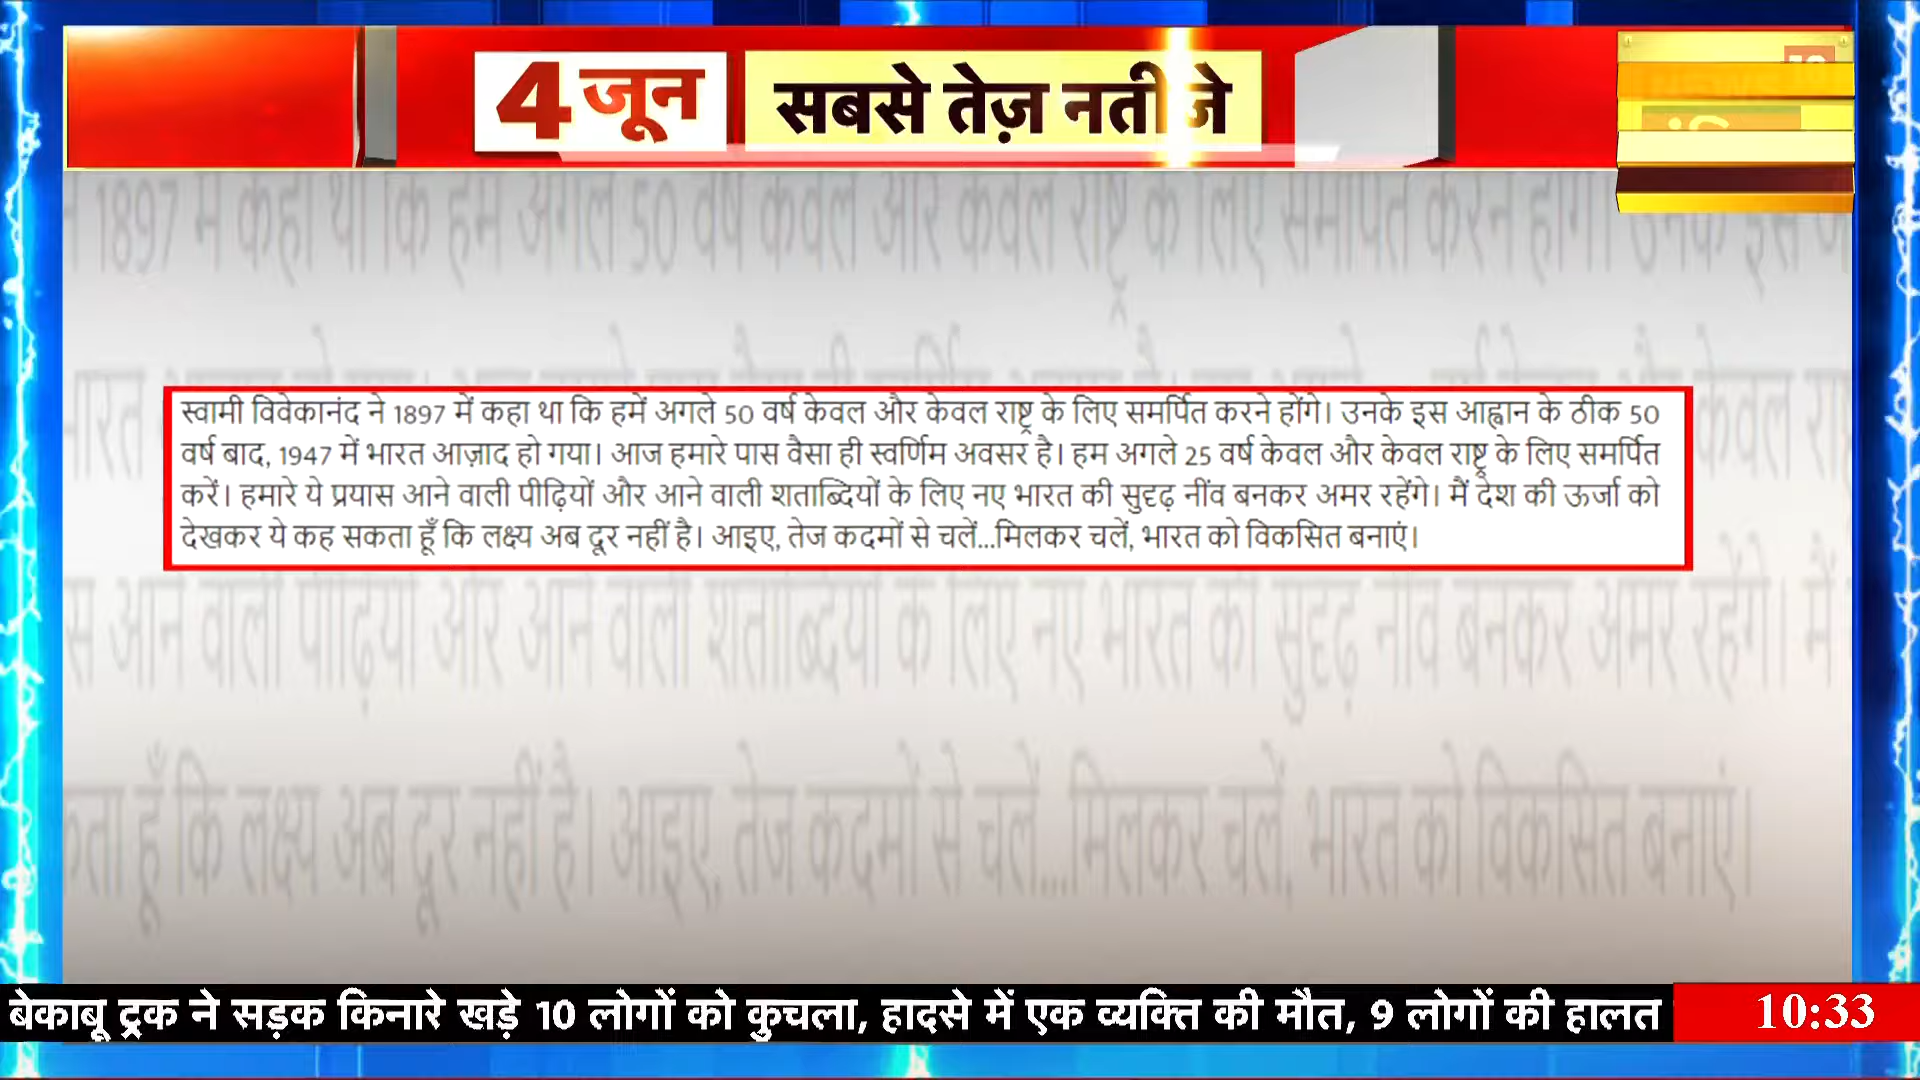 4 जून सबसे तेज़ नतीजे
स्वामी विवेकानंद ने 1897 में कहा था कि हमें अगले 50 वर्ष केवल और केवल राष्ट्र के लिए समर्पित करने होंगे। उनके इस आह्वान के ठीक 50
वर्ष बाद, 1947 में भारत आज़ाद हो गया। आज हमारे पास वैसा ही स्वर्णिम अवसर है। हम अगले 25 वर्ष केवल और केवल राष्ट्र के लिए समर्पित
करें। हमारे ये प्रयास आने वाली पीढ़ियों और आने वाली शताब्दियों के लिए नए भारत की सुदृढ़ नींव बनकर अमर रहेंगे। मैं देश की ऊर्जा को
देखकर ये कह सकता हूँ कि लक्ष्य अब दूर नहीं है। आइए, तेज कदमों से चलें...मिलकर चलें, भारत को विकसित बनाएं।
बेकाबू ट्रक ने सड़क किनारे खड़े 10 लोगों को कुचला, हादसे में एक व्यक्ति की मौत, 9 लोगों की हालत
10:33